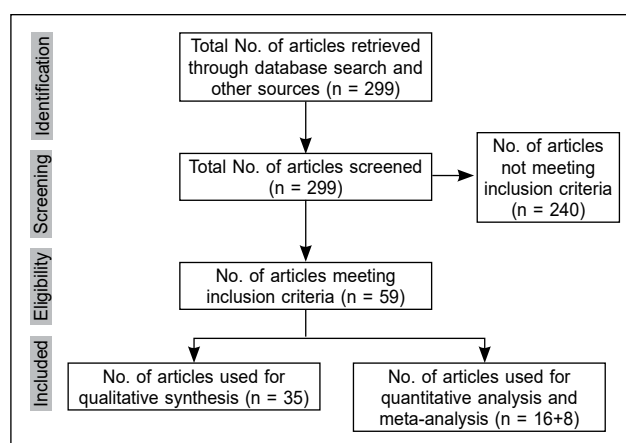 Identification
Total No. of articles retrieved
through database search and
other sources (n = 299)
Screening
Total No. of articles screened
(n = 299)
No. of articles
not meeting
inclusion criteria
(n = 240)
Eligibility
No. of articles meeting
inclusion criteria (n = 59)
Included
No. of articles used for
qualitative synthesis (n = 35)
No. of articles used for
quantitative analysis and
meta-analysis (n = 16+8)